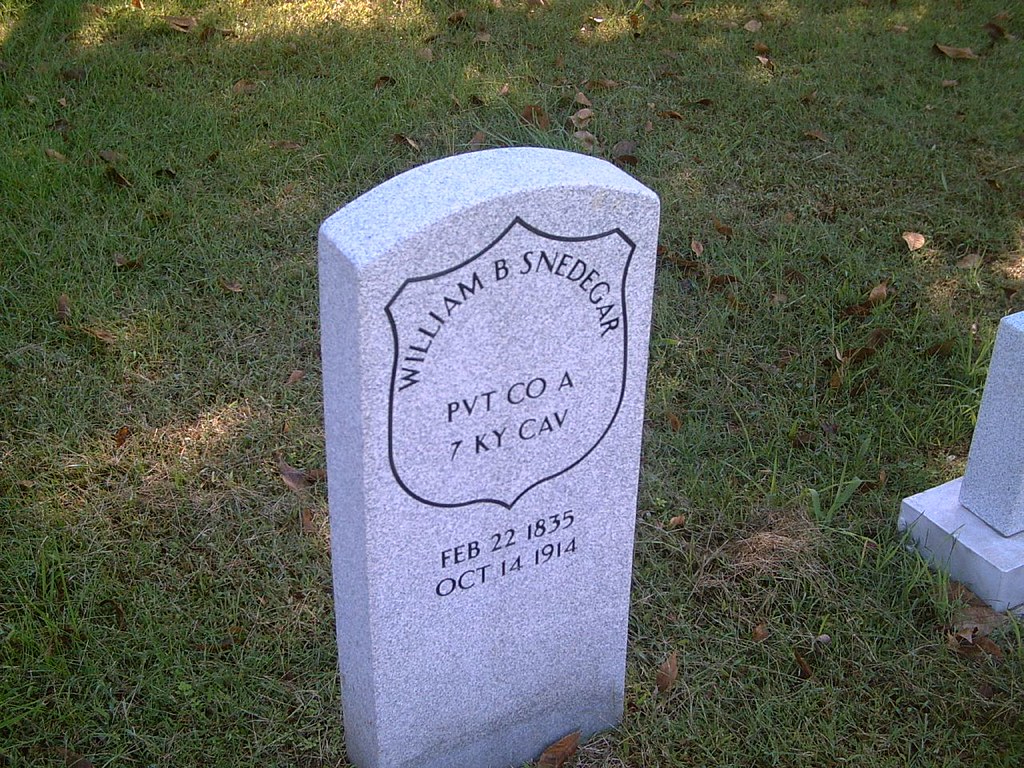 WILLIAM B SNEDEGAR
PVT CO A
7 KY CAV
FEB 22 1835
OCT 14 1914